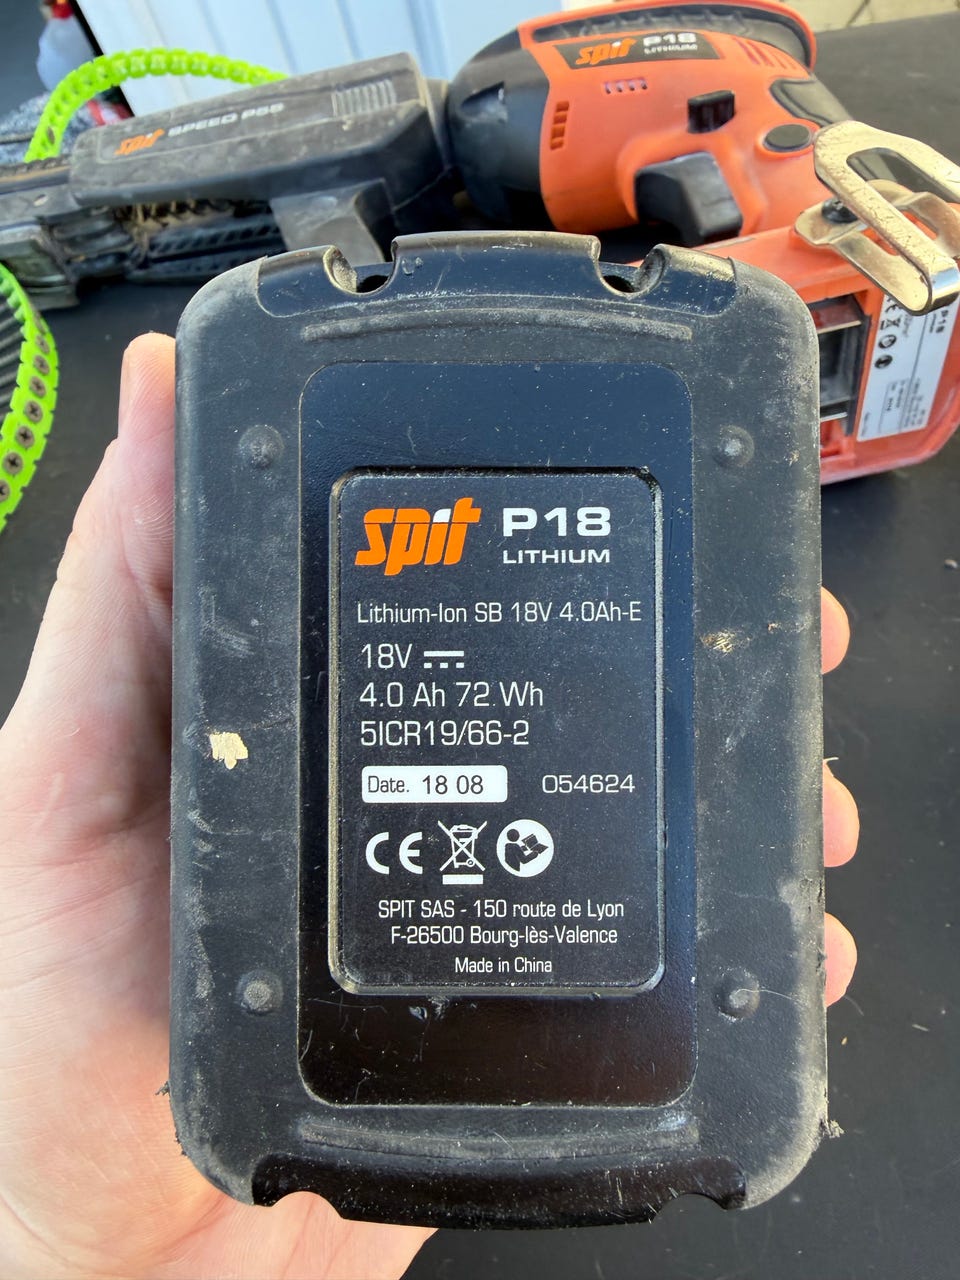 spit P18
LITHIUM
spit SPEED P55
spit P18
LITHIUM
Lithium-Ion SB 18V 4.0Ah-E
18V
4.0 Ah 72 Wh
5ICR19/66-2
Date. 18 08 054624
CE
SPIT SAS - 150 route de Lyon
F-26500 Bourg-lès-Valence
Made in China
P18